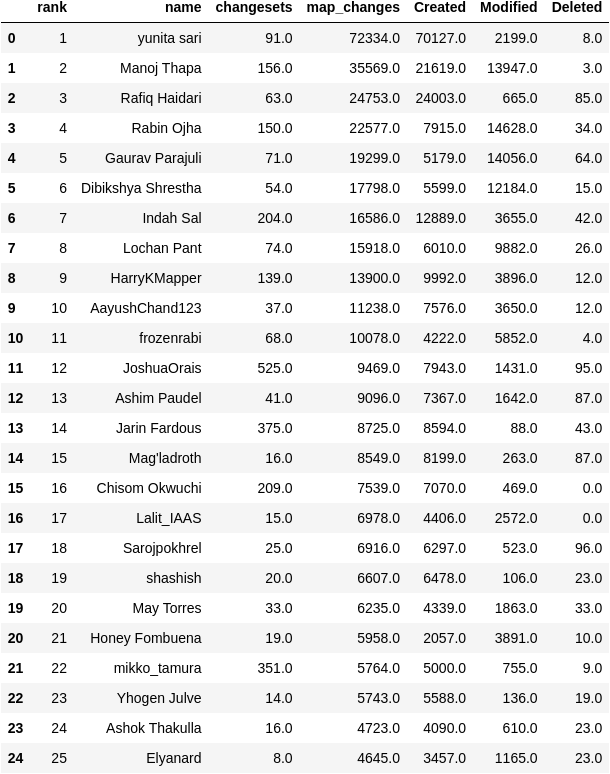 rank name changesets map_changes Created Modified Deleted
0 1 yunita sari 91.0 72334.0 70127.0 2199.0 8.0
1 2 Manoj Thapa 156.0 35569.0 21619.0 13947.0 3.0
2 3 Rafiq Haidari 63.0 24753.0 24003.0 665.0 85.0
3 4 Rabin Ojha 150.0 22577.0 7915.0 14628.0 34.0
4 5 Gaurav Parajuli 71.0 19299.0 5179.0 14056.0 64.0
5 6 Dibikshya Shrestha 54.0 17798.0 5599.0 12184.0 15.0
6 7 Indah Sal 204.0 16586.0 12889.0 3655.0 42.0
7 8 Lochan Pant 74.0 15918.0 6010.0 9882.0 26.0
8 9 HarryKMapper 139.0 13900.0 9992.0 3896.0 12.0
9 10 AayushChand123 37.0 11238.0 7576.0 3650.0 12.0
10 11 frozenrabi 68.0 10078.0 4222.0 5852.0 4.0
11 12 JoshuaOrais 525.0 9469.0 7943.0 1431.0 95.0
12 13 Ashim Paudel 41.0 9096.0 7367.0 1642.0 87.0
13 14 Jarin Fardous 375.0 8725.0 8594.0 88.0 43.0
14 15 Mag'ladroth 16.0 8549.0 8199.0 263.0 87.0
15 16 Chisom Okwuchi 209.0 7539.0 7070.0 469.0 0.0
16 17 Lalit_IAAS 15.0 6978.0 4406.0 2572.0 0.0
17 18 Sarojpokhrel 25.0 6916.0 6297.0 523.0 96.0
18 19 shashish 20.0 6607.0 6478.0 106.0 23.0
19 20 May Torres 33.0 6235.0 4339.0 1863.0 33.0
20 21 Honey Fombuena 19.0 5958.0 2057.0 3891.0 10.0
21 22 mikko_tamura 351.0 5764.0 5000.0 755.0 9.0
22 23 Yhogen Julve 14.0 5743.0 5588.0 136.0 19.0
23 24 Ashok Thakulla 16.0 4723.0 4090.0 610.0 23.0
24 25 Elyanard 8.0 4645.0 3457.0 1165.0 23.0